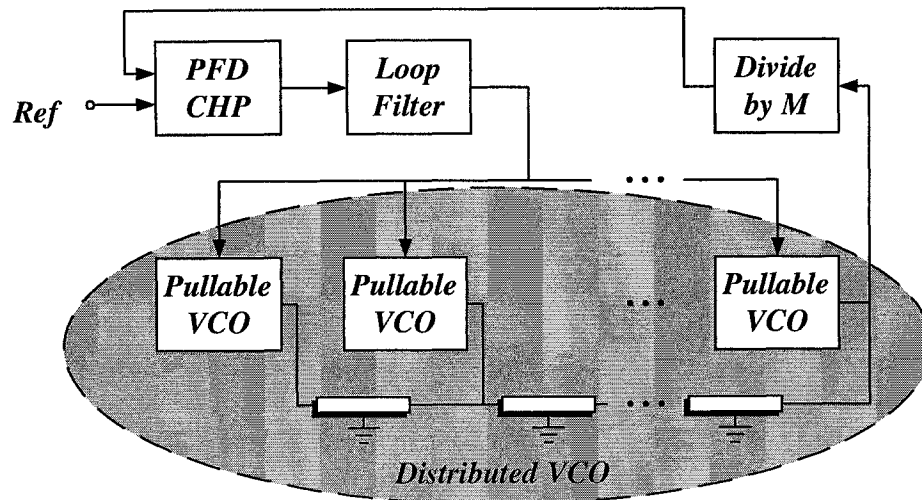 PFD
CHP
Loop
Filter
Divide
by M
Ref
Pullable
VCO
Pullable
VCO
Pullable
VCO
Distributed VCO